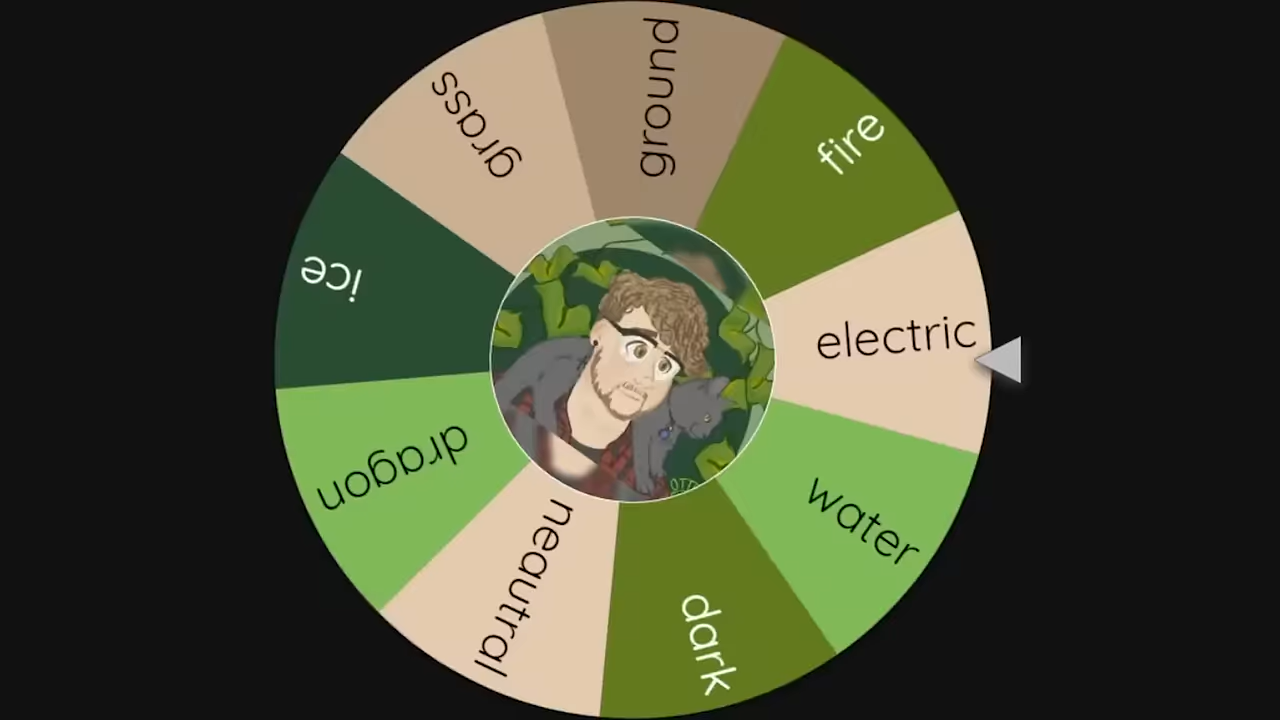 ground
fire
electric
water
dark
neautral
dragon
ice
grass